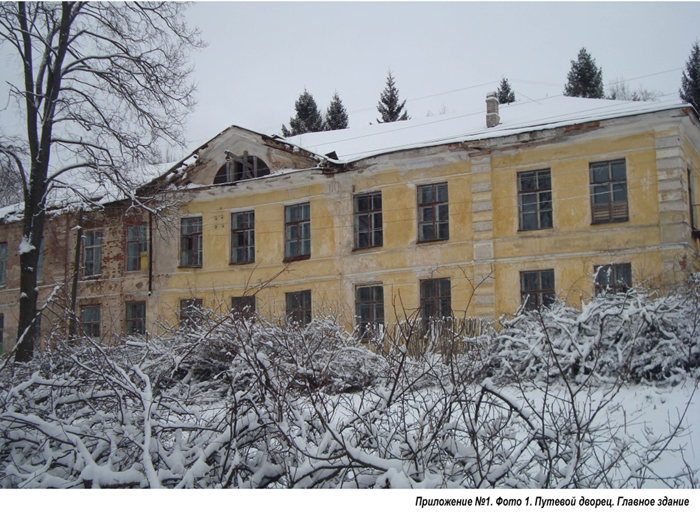 Приложение №1. Фото 1. Путевой дворец. Главное здание